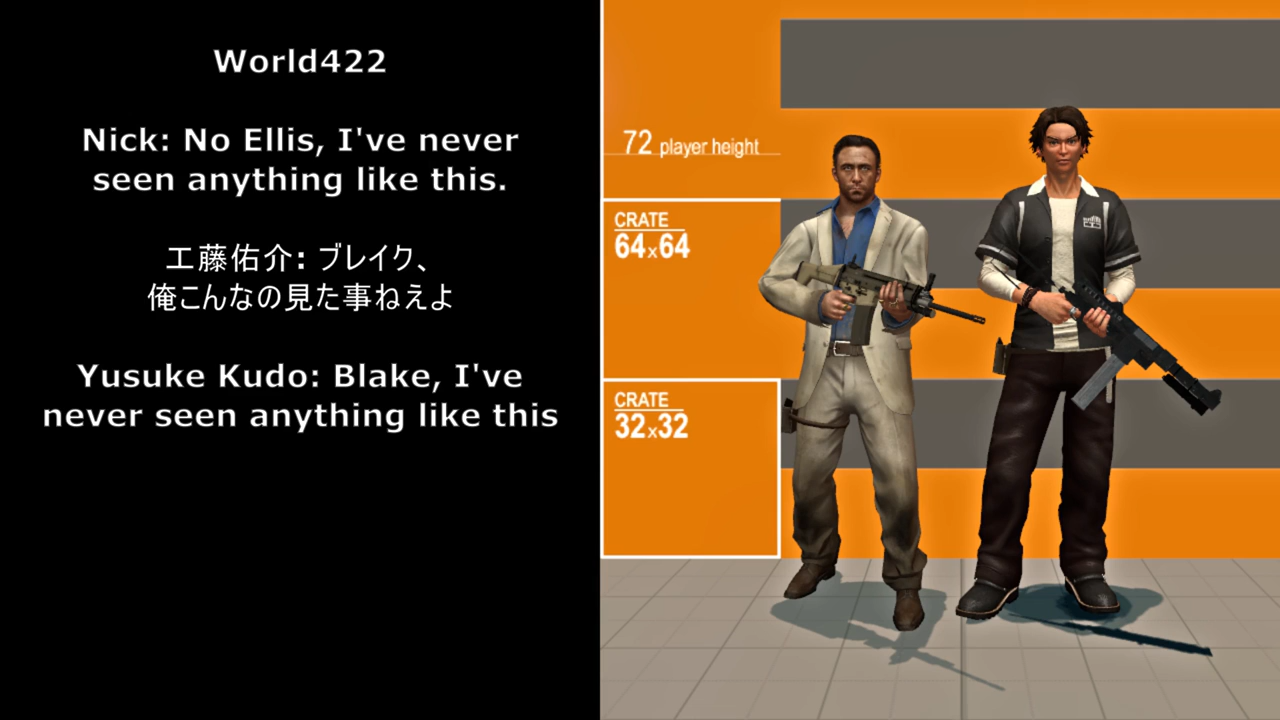 World422
Nick: No Ellis, I've never
seen anything like this.
工藤佑介: ブレイク、
俺こんなの見た事ねえよ
Yusuke Kudo: Blake, I've
never seen anything like this
72 player height
CRATE
64x64
CRATE
32x32